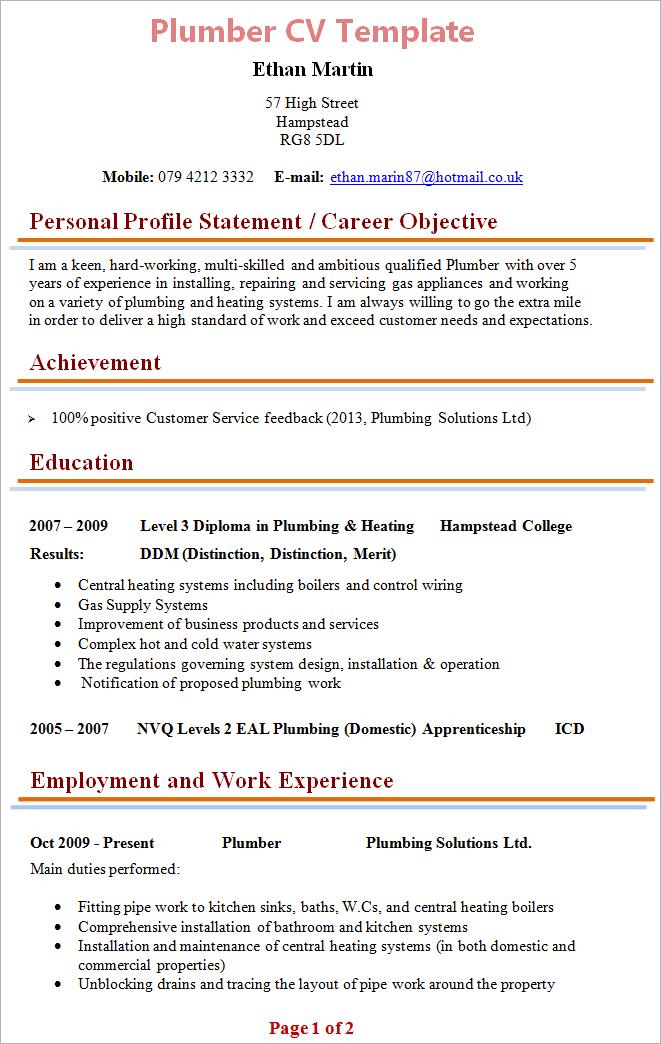 Plumber CV Template
Ethan Martin
57 High Street
Hampstead
RG8 5DL
Mobile: 079 4212 3332 E-mail: ethan.marin87@hotmail.co.uk
Personal Profile Statement / Career Objective
I am a keen, hard-working, multi-skilled and ambitious qualified Plumber with over 5
years of experience in installing, repairing and servicing gas appliances and working
on a variety of plumbing and heating systems. I am always willing to go the extra mile
in order to deliver a high standard of work and exceed customer needs and expectations.
Achievement
➢ 100% positive Customer Service feedback (2013, Plumbing Solutions Ltd)
Education
2007 – 2009 Level 3 Diploma in Plumbing & Heating Hampstead College
Results: DDM (Distinction, Distinction, Merit)
• Central heating systems including boilers and control wiring
• Gas Supply Systems
• Improvement of business products and services
• Complex hot and cold water systems
• The regulations governing system design, installation & operation
• Notification of proposed plumbing work
2005 – 2007 NVQ Levels 2 EAL Plumbing (Domestic) Apprenticeship ICD
Employment and Work Experience
Oct 2009 - Present Plumber Plumbing Solutions Ltd.
Main duties performed:
• Fitting pipe work to kitchen sinks, baths, W.Cs, and central heating boilers
• Comprehensive installation of bathroom and kitchen systems
• Installation and maintenance of central heating systems (in both domestic and
commercial properties)
• Unblocking drains and tracing the layout of pipe work around the property
Page 1 of 2